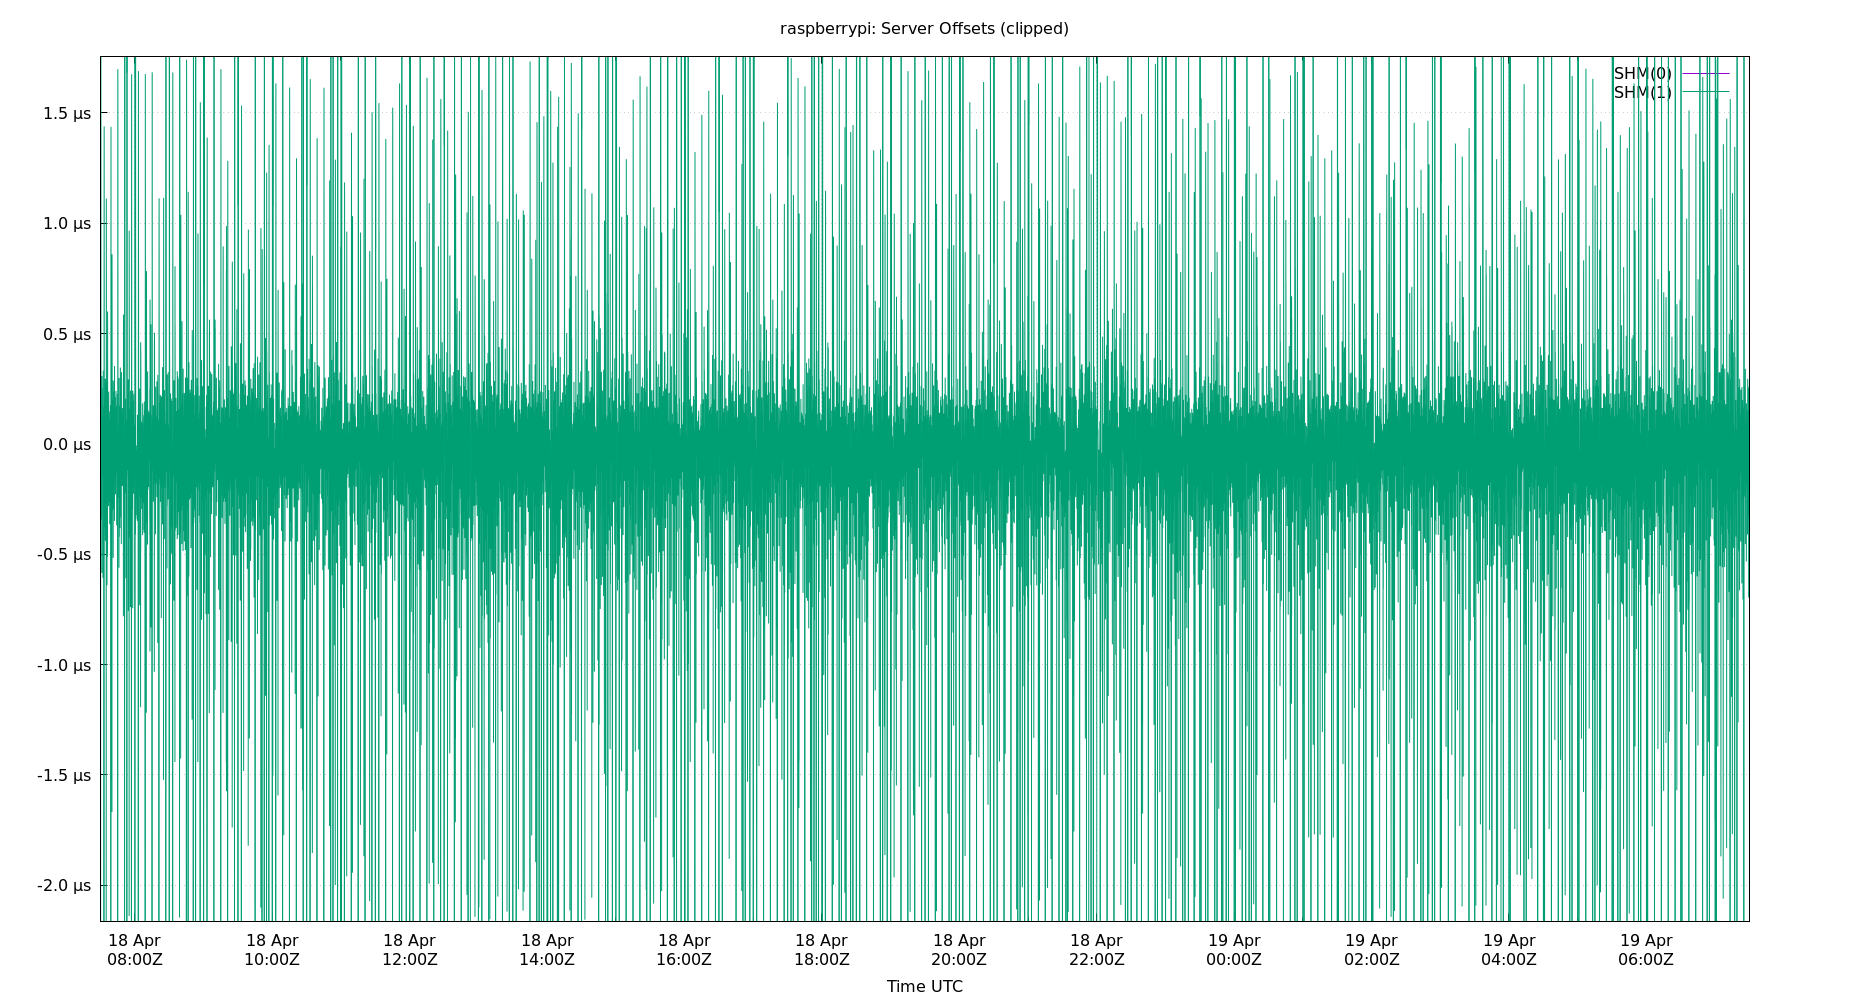 raspberrypi: Server Offsets (clipped)
SHM(0)
SHM(1)
1.5 µs
1.0 µs
0.5 µs
0.0 µs
-0.5 µs
-1.0 µs
-1.5 µs
-2.0 µs
18 Apr 18 Apr 18 Apr 18 Apr 18 Apr 18 Apr 18 Apr 18 Apr 19 Apr 19 Apr 19 Apr 19 Apr
08:00Z 10:00Z 12:00Z 14:00Z 16:00Z 18:00Z 20:00Z 22:00Z 00:00Z 02:00Z 04:00Z 06:00Z
Time UTC